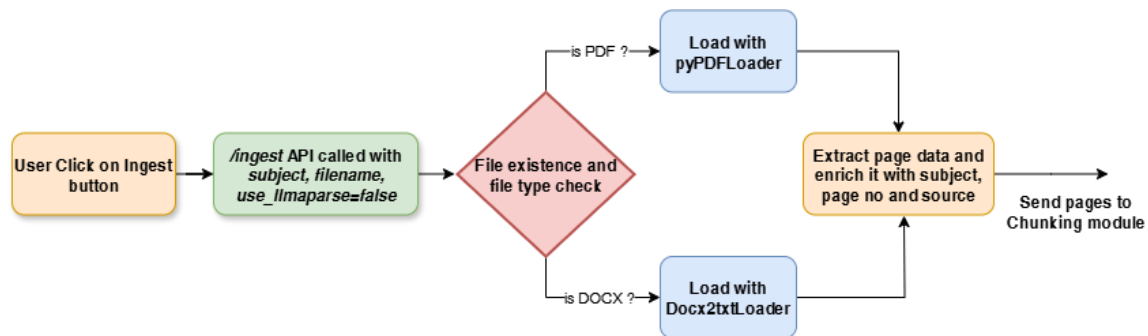 User Click on Ingest
button
/ingest API called with
subject, filename,
use_llmaparse=false
File existence and
file type check
is PDF ?
Load with
pyPDFLoader
is DOCX ?
Load with
Docx2txtLoader
Extract page data and
enrich it with subject,
page no and source
Send pages to
Chunking module